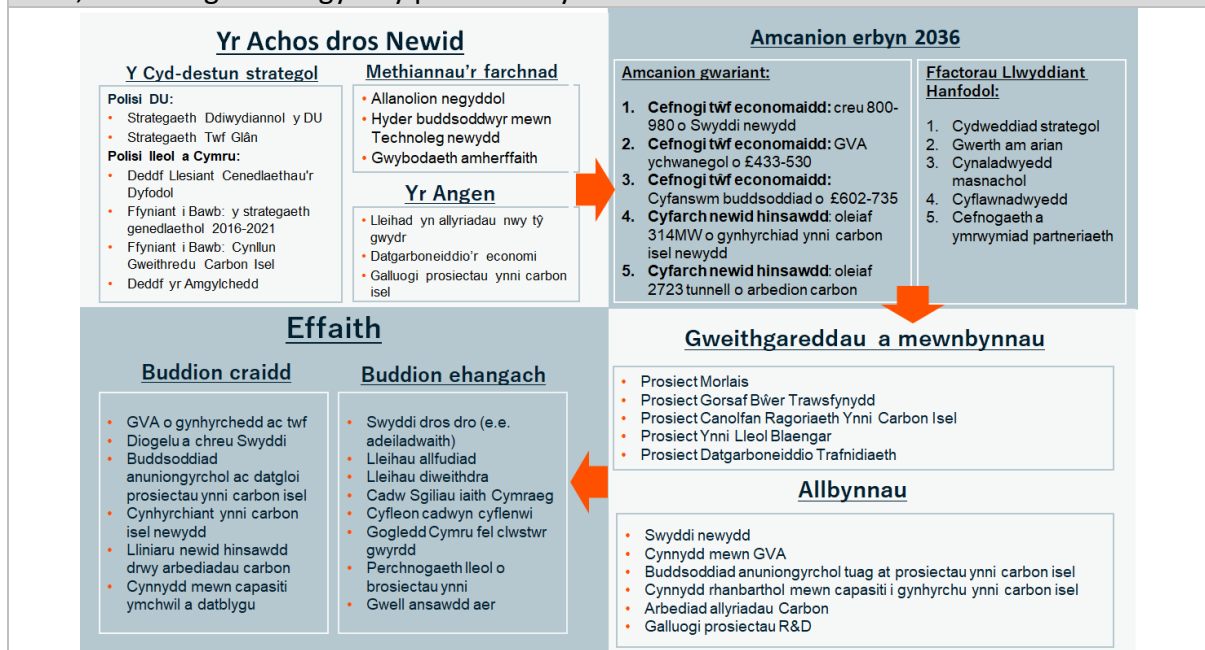 Yr Achos dros Newid
Y Cyd-destun strategol
Polisi DU:
• Strategaeth Ddiwydiannol y DU
• Strategaeth Twf Glân
Polisi lleol a Cymru:
• Deddf Llesiant Cenedlaethau'r
Dyfodol
• Ffyniant i Bawb: y strategaeth
genedlaethol 2016-2021
• Ffyniant i Bawb: Cynllun
Gweithredu Carbon Isel
• Deddf yr Amgylchedd
Methiannau'r farchnad
• Allanolion negyddol
• Hyder buddsoddwyr mewn
Technoleg newydd
• Gwybodaeth amherffaith
Yr Angen
• Lleihad yn allyriadau nwy tŷ
gwydr
• Datgarboneiddio'r economi
• Galluogi prosiectau ynni carbon
isel
Amcanion erbyn 2036
Amcanion gwariant:
1. Cefnogi twf economaidd: creu 800-
980 o Swyddi newydd
2. Cefnogi twf economaidd: GVA
ychwanegol o £433-530
3. Cefnogi twf economaidd:
Cyfanswm buddsoddiad o £602-735
4. Cyfarch newid hinsawdd: oleiaf
314MW o gynhyrchiad ynni carbon
isel newydd
5. Cyfarch newid hinsawdd: oleiaf
2723 tunnell o arbedion carbon
Ffactorau Llwyddiant
Hanfodol:
1. Cydweddiad strategol
2. Gwerth am arian
3. Cynaladwyedd
masnachol
4. Cyflawnadwyedd
5. Cefnogaeth a
ymrwymiad partneriaeth
Effaith
Buddion craidd
• GVA o gynhyrchedd ac twf
• Diogelu a chreu Swyddi
• Buddsoddiad
anuniongyrchol ac datgloi
prosiectau ynni carbon isel
• Cynhyrchiant ynni carbon
isel newydd
• Lliniaru newid hinsawdd
drwy arbediadau carbon
• Cynnydd mewn capasiti
ymchwil a datblygu
Buddion ehangach
• Swyddi dros dro (e.e.
adeiladwaith)
• Lleihau allfudiad
• Lleihau diweithdra
• Cadw Sgiliau iaith Cymraeg
• Cyfleon cadwyn cyflenwi
• Gogledd Cymru fel clwstwr
gwyrdd
• Perchnogaeth lleol o
brosiectau ynni
• Gwell ansawdd aer
Gweithgareddau a mewnbynnau
• Prosiect Morlais
• Prosiect Gorsaf Bŵer Trawsfynydd
• Prosiect Canolfan Ragoriaeth Ynni Carbon Isel
• Prosiect Ynni Lleol Blaengar
• Prosiect Datgarboneiddio Trafnidiaeth
Allbynnau
• Swyddi newydd
• Cynnydd mewn GVA
• Buddsoddiad anuniongyrchol tuag at prosiectau ynni carbon isel
• Cynnydd rhanbarthol mewn capasiti i gynhyrchu ynni carbon isel
• Arbediad allyriadau Carbon
• Galluogi prosiectau R&D